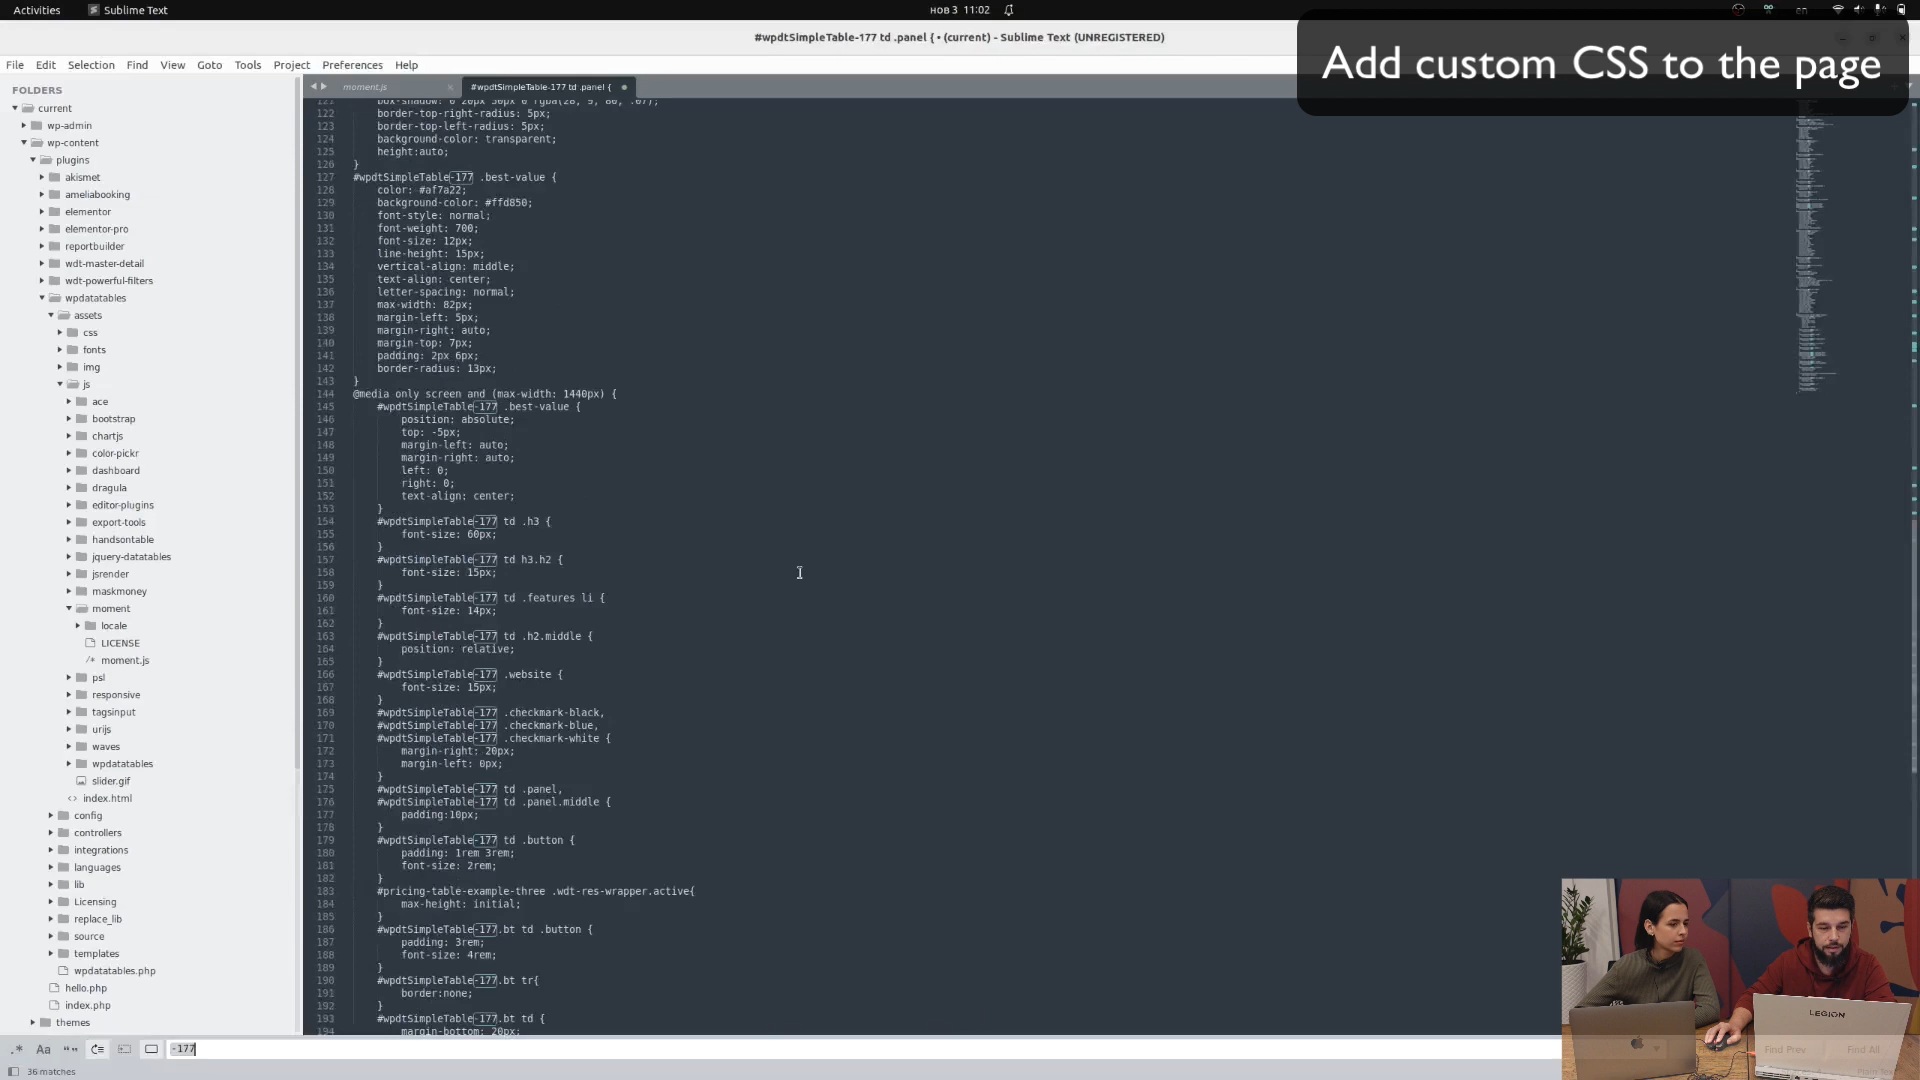 Activities
Sublime Text
нов 3 11:02
en
#wpdtSimpleTable-177 td .panel { • (current) - Sublime Text (UNREGISTERED)
Add custom CSS to the page
File Edit Selection Find View Goto Tools Project Preferences Help
FOLDERS
current
wp-admin
wp-content
plugins
akismet
ameliabooking
elementor
elementor-pro
reportbuilder
wdt-master-detail
wdt-powerful-filters
wpdatatables
assets
css
fonts
img
js
ace
bootstrap
chartjs
color-pickr
dashboard
dragula
editor-plugins
export-tools
handsontable
jquery-datatables
jsrender
maskmoney
moment
locale
LICENSE
/* moment.js
psl
responsive
tagsinput
urijs
waves
wpdatatables
slider.gif
<> index.html
config
controllers
integrations
languages
lib
Licensing
replace_lib
source
templates
wpdatatables.php
hello.php
index.php
themes
moment.js
#wpdtSimpleTable-177 td .panel {
121 box-shadow: 0 20px 50px 0 rgba(28, 9, 80, .07);
122 border-top-right-radius: 5px;
123 border-top-left-radius: 5px;
124 background-color: transparent;
125 height:auto;
126 }
127 #wpdtSimpleTable-177 .best-value {
128 color: #af7a22;
129 background-color: #ffd850;
130 font-style: normal;
131 font-weight: 700;
132 font-size: 12px;
133 line-height: 15px;
134 vertical-align: middle;
135 text-align: center;
136 letter-spacing: normal;
137 max-width: 82px;
138 margin-left: 5px;
139 margin-right: auto;
140 margin-top: 7px;
141 padding: 2px 6px;
142 border-radius: 13px;
143 }
144 @media only screen and (max-width: 1440px) {
145 #wpdtSimpleTable-177 .best-value {
146 position: absolute;
147 top: -5px;
148 margin-left: auto;
149 margin-right: auto;
150 left: 0;
151 right: 0;
152 text-align: center;
153 }
154 #wpdtSimpleTable-177 td .h3 {
155 font-size: 60px;
156 }
157 #wpdtSimpleTable-177 td h3.h2 {
158 font-size: 15px;
159 }
160 #wpdtSimpleTable-177 td .features li {
161 font-size: 14px;
162 }
163 #wpdtSimpleTable-177 td .h2.middle {
164 position: relative;
165 }
166 #wpdtSimpleTable-177 .website {
167 font-size: 15px;
168 }
169 #wpdtSimpleTable-177 .checkmark-black,
170 #wpdtSimpleTable-177 .checkmark-blue,
171 #wpdtSimpleTable-177 .checkmark-white {
172 margin-right: 20px;
173 margin-left: 0px;
174 }
175 #wpdtSimpleTable-177 td .panel,
176 #wpdtSimpleTable-177 td .panel.middle {
177 padding:10px;
178 }
179 #wpdtSimpleTable-177 td .button {
180 padding: 1rem 3rem;
181 font-size: 2rem;
182 }
183 #pricing-table-example-three .wdt-res-wrapper.active{
184 max-height: initial;
185 }
186 #wpdtSimpleTable-177.bt td .button {
187 padding: 3rem;
188 font-size: 4rem;
189 }
190 #wpdtSimpleTable-177.bt tr{
191 border:none;
192 }
193 #wpdtSimpleTable-177.bt td {
194 margin-bottom: 20px;
LEGION
.* Aa “”
-177
Find Prev Find All
36 matches